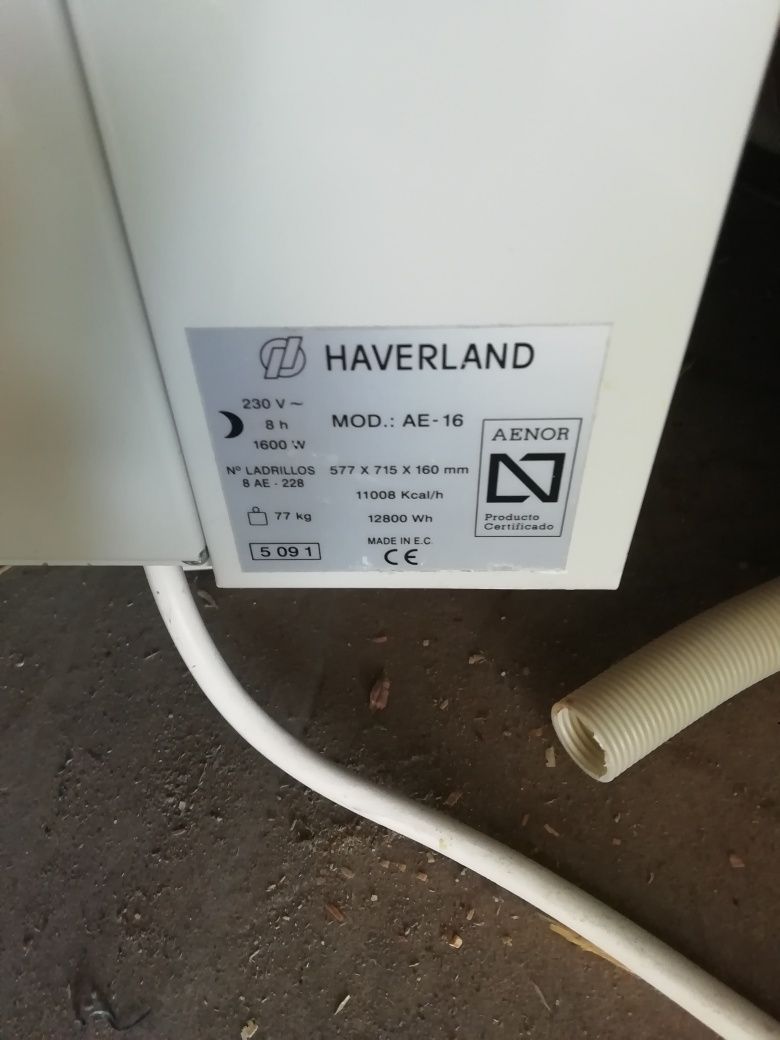 HAVERLAND
230 V ~
8 h
1600 W
MOD.: AE-16
Nº LADRILLOS
8 AE - 228
577 X 715 X 160 mm
11008 Kcal/h
77 kg
12800 Wh
5 09 1
MADE IN E.C.
CE
AENOR
N
Producto
Certificado